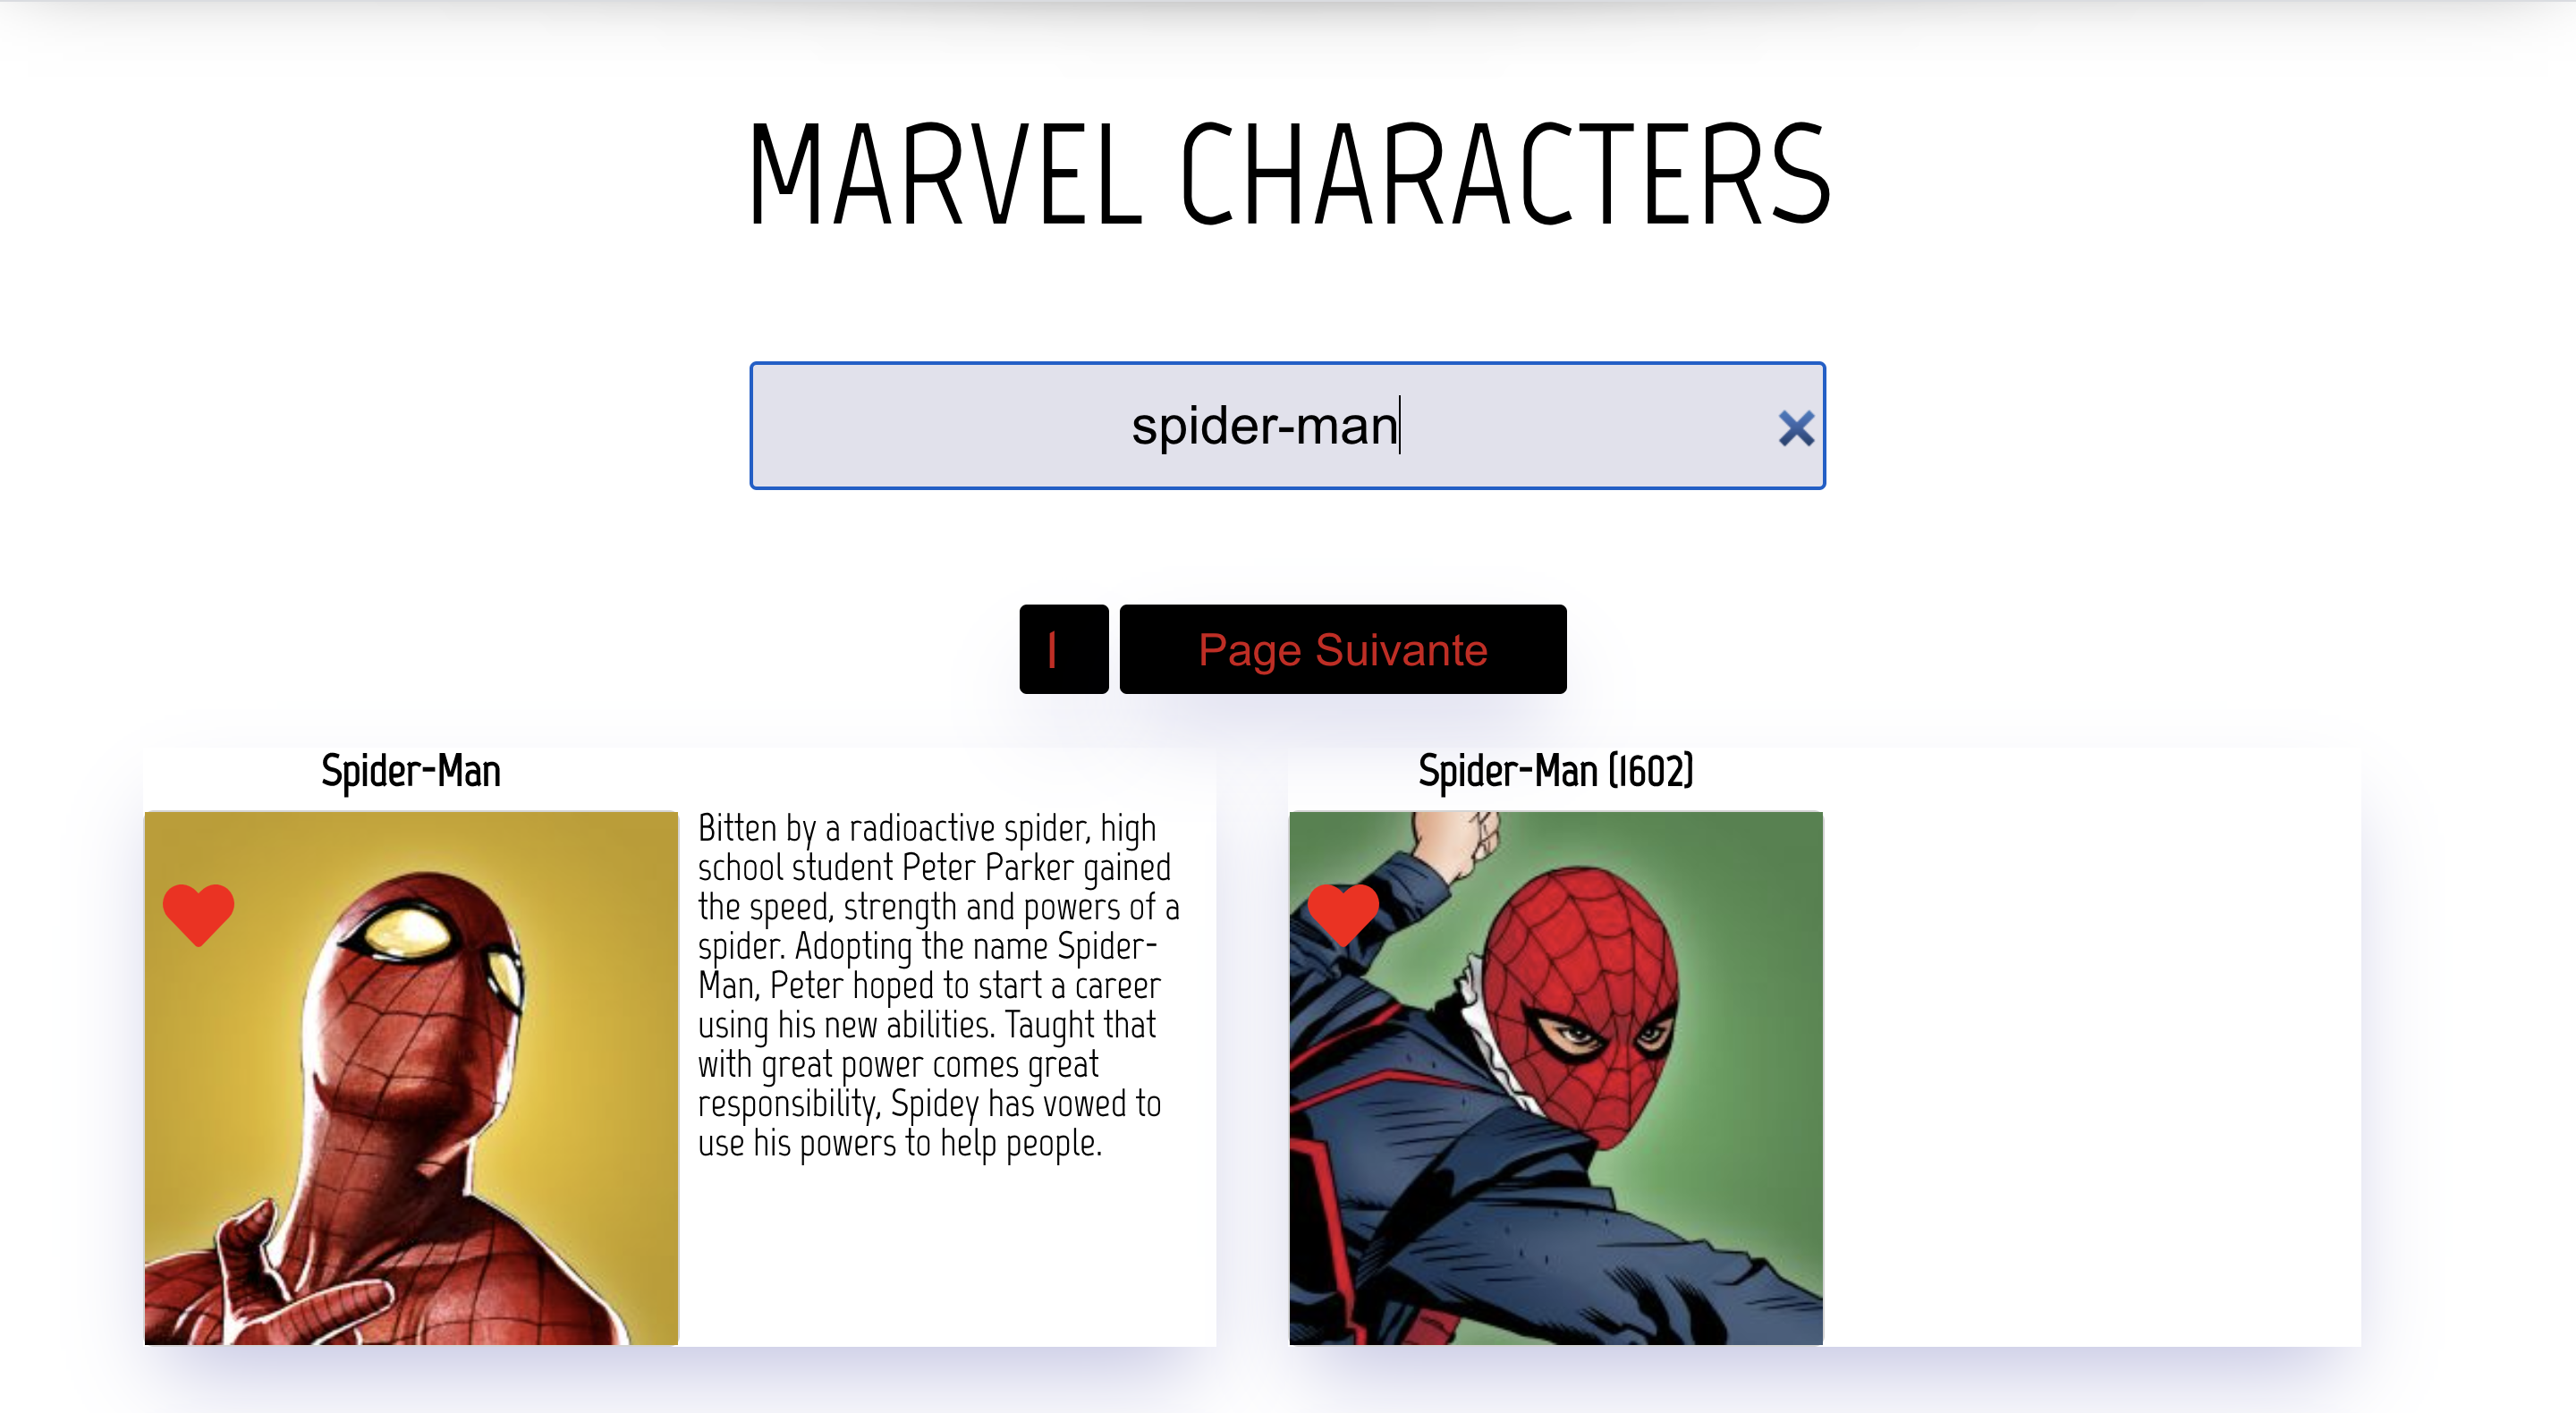 MARVEL CHARACTERS
spider-man
1
Page Suivante
Spider-Man
Bitten by a radioactive spider, high
school student Peter Parker gained
the speed, strength and powers of a
spider. Adopting the name Spider-
Man, Peter hoped to start a career
using his new abilities. Taught that
with great power comes great
responsibility, Spidey has vowed to
use his powers to help people.
Spider-Man (1602)